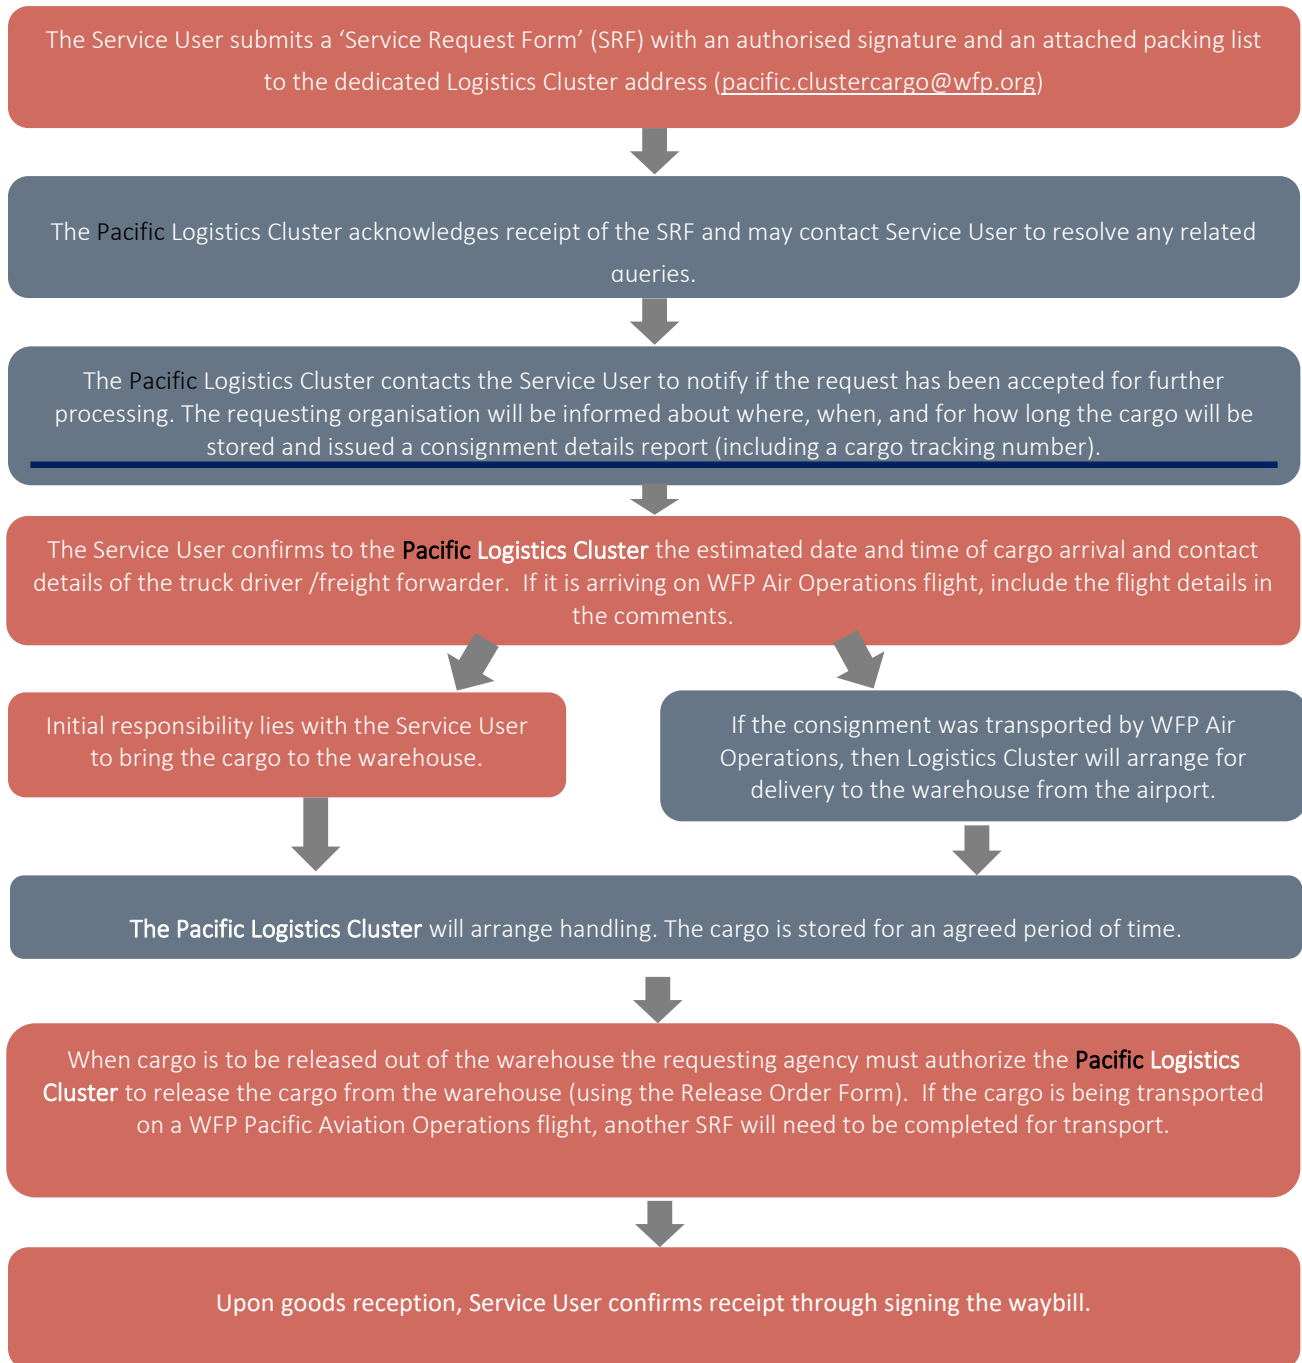 The Service User submits a ‘Service Request Form’ (SRF) with an authorised signature and an attached packing list
to the dedicated Logistics Cluster address (pacific.clustercargo@wfp.org)
The Pacific Logistics Cluster acknowledges receipt of the SRF and may contact Service User to resolve any related
queries.
The Pacific Logistics Cluster contacts the Service User to notify if the request has been accepted for further
processing. The requesting organisation will be informed about where, when, and for how long the cargo will be
stored and issued a consignment details report (including a cargo tracking number).
The Service User confirms to the Pacific Logistics Cluster the estimated date and time of cargo arrival and contact
details of the truck driver /freight forwarder.  If it is arriving on WFP Air Operations flight, include the flight details in
the comments.
Initial responsibility lies with the Service User
to bring the cargo to the warehouse.
If the consignment was transported by WFP Air
Operations, then Logistics Cluster will arrange for
delivery to the warehouse from the airport.
The Pacific Logistics Cluster will arrange handling. The cargo is stored for an agreed period of time.
When cargo is to be released out of the warehouse the requesting agency must authorize the Pacific Logistics
Cluster to release the cargo from the warehouse (using the Release Order Form).  If the cargo is being transported
on a WFP Pacific Aviation Operations flight, another SRF will need to be completed for transport.
Upon goods reception, Service User confirms receipt through signing the waybill.